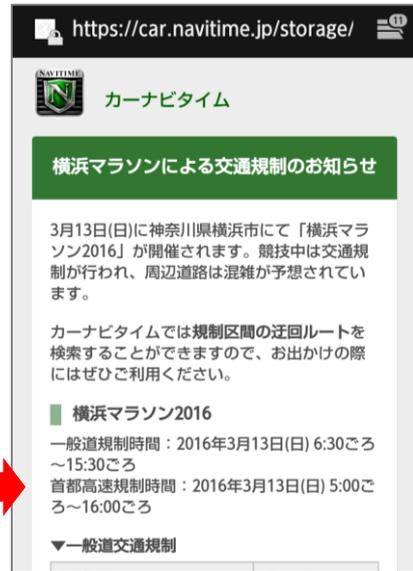 https://car.navitime.jp/storage/
11
NAVITIME
N
カーナビタイム
横浜マラソンによる交通規制のお知らせ
3月13日(日)に神奈川県横浜市にて「横浜マラ
ソン2016」が開催されます。競技中は交通規
制が行われ、周辺道路は混雑が予想されてい
ます。
カーナビタイムでは規制区間の迂回ルートを
検索することができますので、お出かけの際
にはぜひご利用ください。
横浜マラソン2016
一般道規制時間：2016年3月13日(日) 6:30ごろ
～15:30ごろ
首都高速規制時間：2016年3月13日(日) 5:00ご
ろ～16:00ごろ
▼一般道交通規制